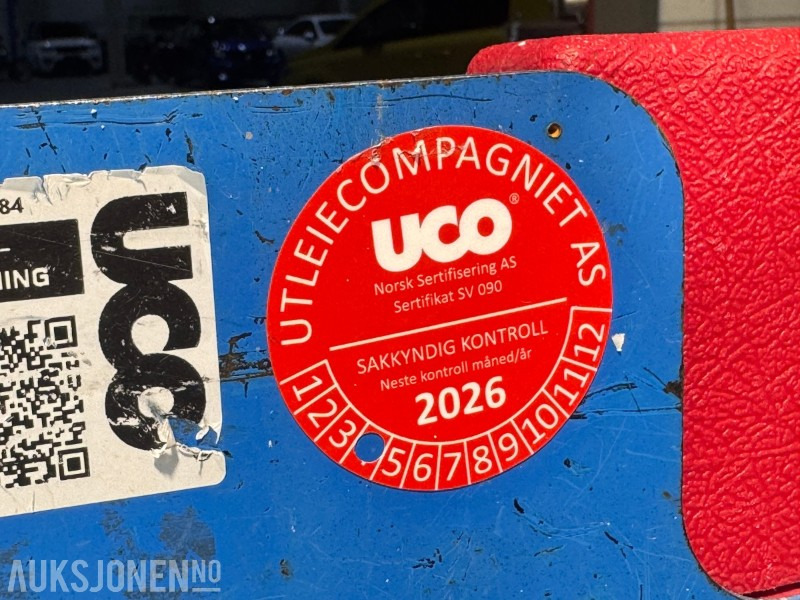 84
NING
UCO
UTLEIECOMPAGNIET AS
UCO®
Norsk Sertifisering AS
Sertifikat SV 090
SAKKYNDIG KONTROLL
Neste kontroll måned/år
2026
1 2 3 5 6 7 8 9 10 11 12
AUKSJONEN.NO